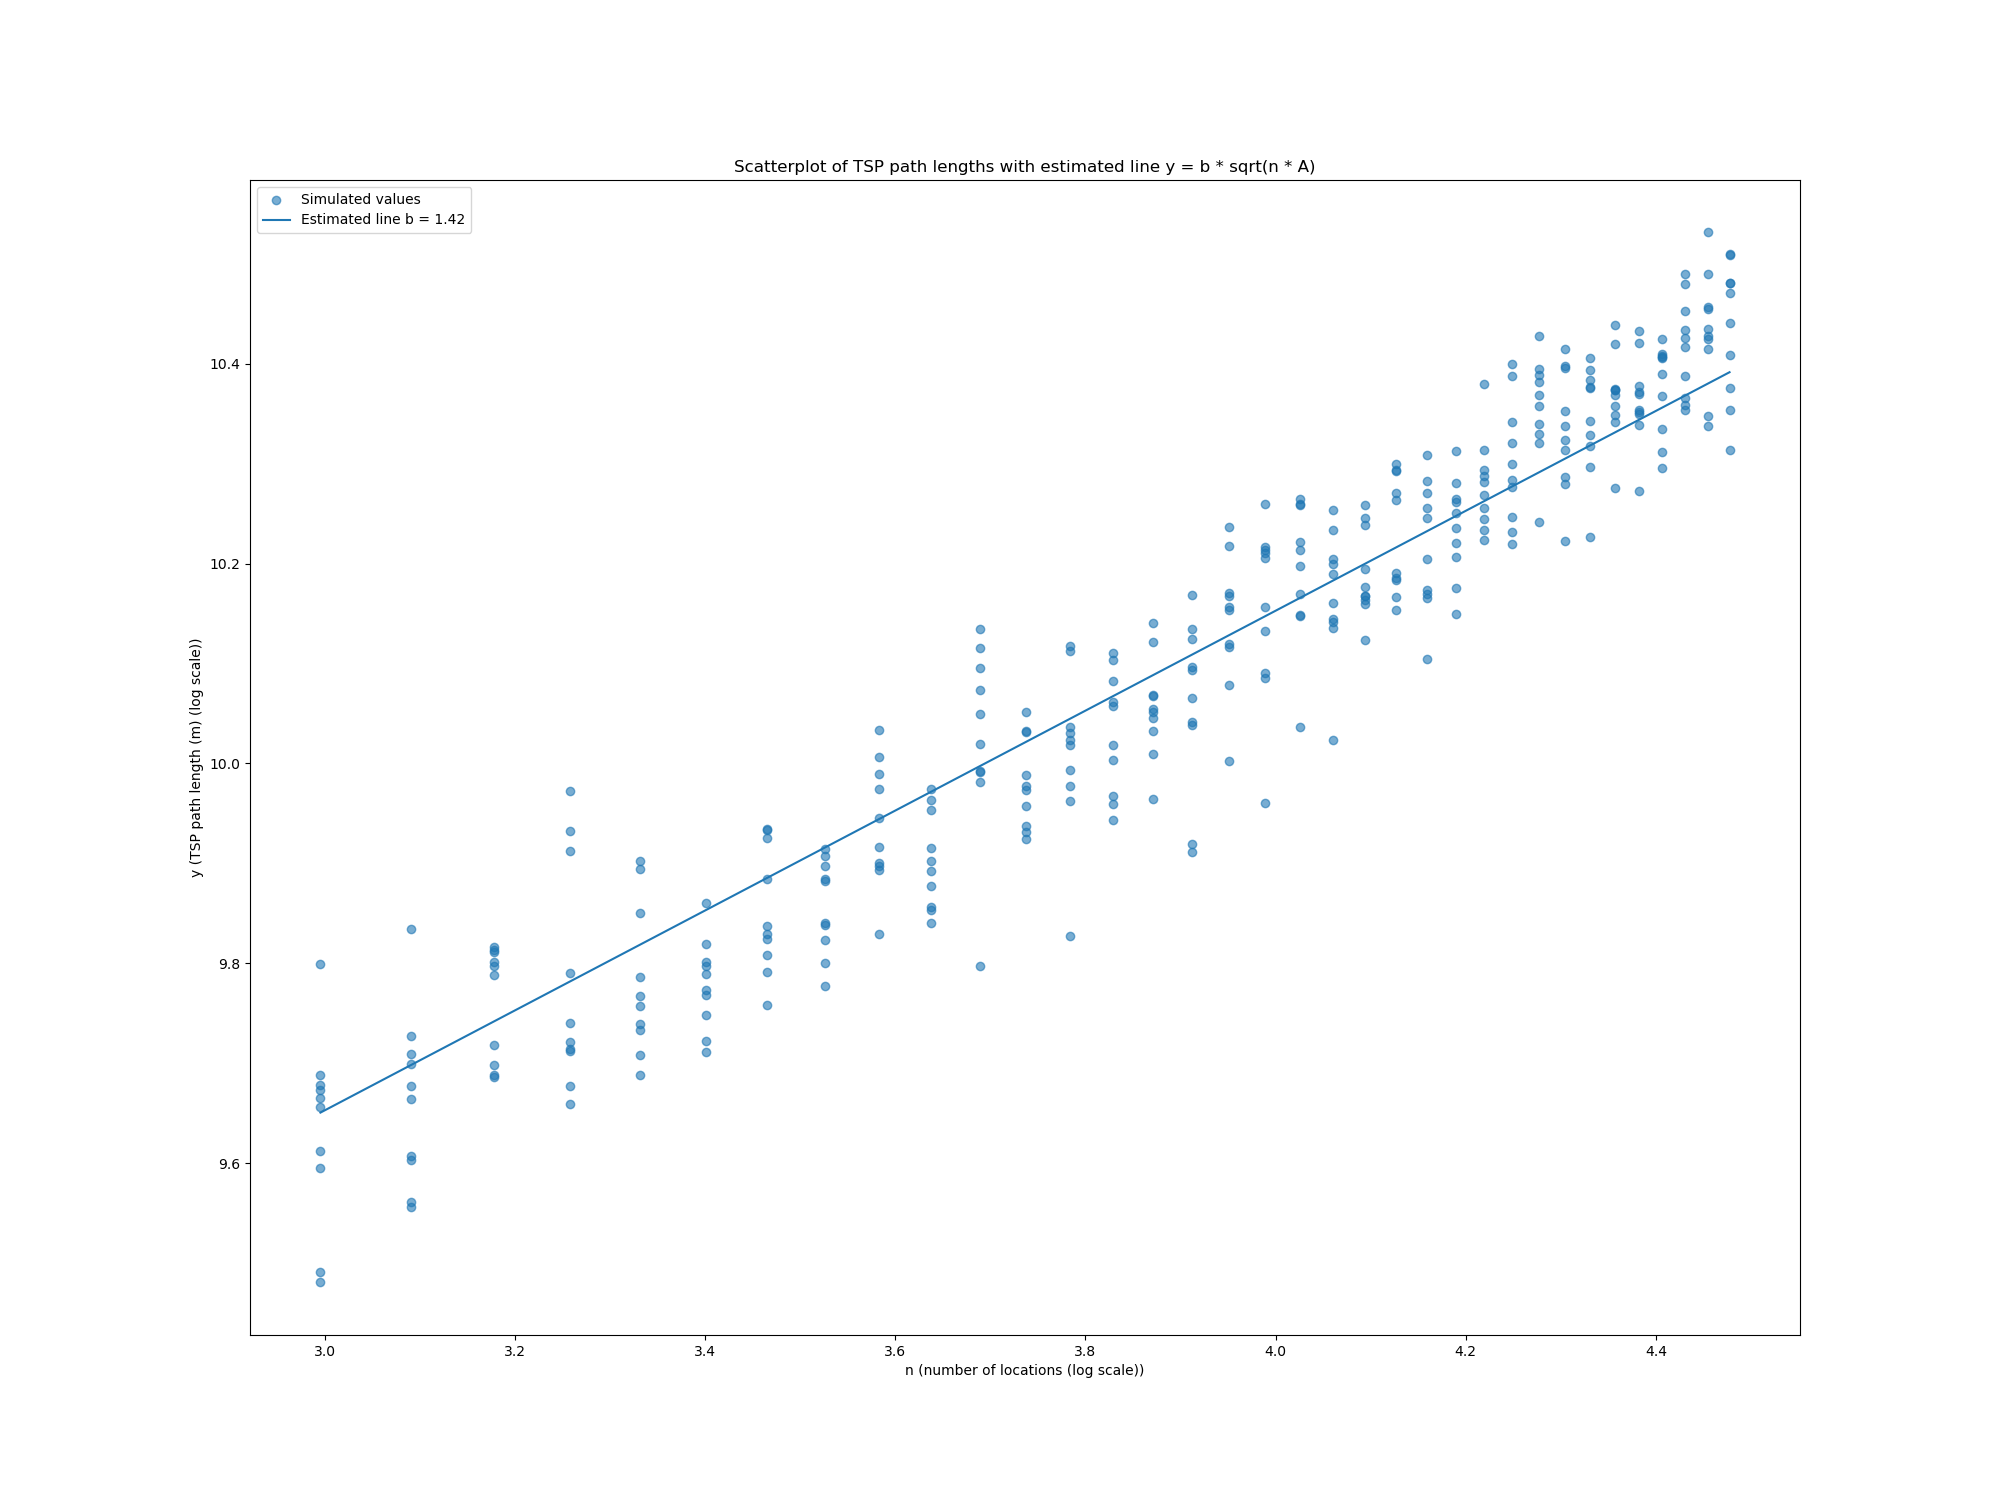 Scatterplot of TSP path lengths with estimated line y = b * sqrt(n * A)
Simulated values
Estimated line b = 1.42
10.4
10.2
10.0
9.8
9.6
y (TSP path length (m) (log scale))
3.0 3.2 3.4 3.6 3.8 4.0 4.2 4.4
n (number of locations (log scale))